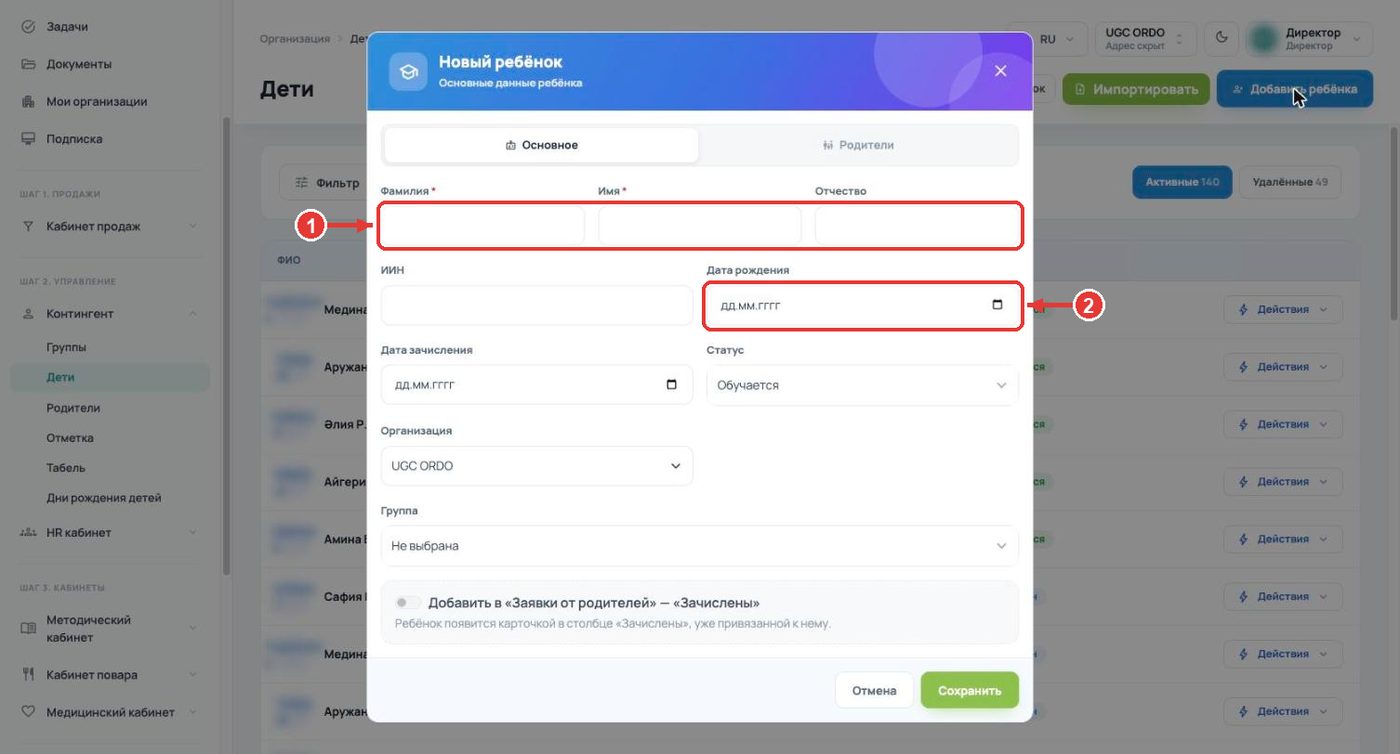 Задачи
Документы
Мои организации
Подписка
ШАГ 1. ПРОДАЖИ
Кабинет продаж
ШАГ 2. УПРАВЛЕНИЕ
Контингент
Группы
Дети
Родители
Отметка
Табель
Дни рождения детей
HR кабинет
ШАГ 3. КАБИНЕТЫ
Методический
кабинет
Кабинет повара
Медицинский кабинет
Организация
RU
UGC ORDO
Адрес скрыт
Директор
Директор
Дети
Импортировать
Добавить ребёнка
Фильтр
Активные 140
Удалённые 49
ФИО
Медина
Действия
Аружан
Действия
Әлия Р.
Действия
Айгери
Действия
Амина
Действия
Сафия
Действия
Медина
Действия
Аружан
Действия
Новый ребёнок
Основные данные ребёнка
Основное
Родители
Фамилия *
Имя *
Отчество
1
ИИН
Дата рождения
дд.мм.гггг
2
Дата зачисления
Статус
дд.мм.гггг
Обучается
Организация
UGC ORDO
Группа
Не выбрана
Добавить в «Заявки от родителей» — «Зачислены»
Ребёнок появится карточкой в столбце «Зачислены», уже привязанной к нему.
Отмена
Сохранить